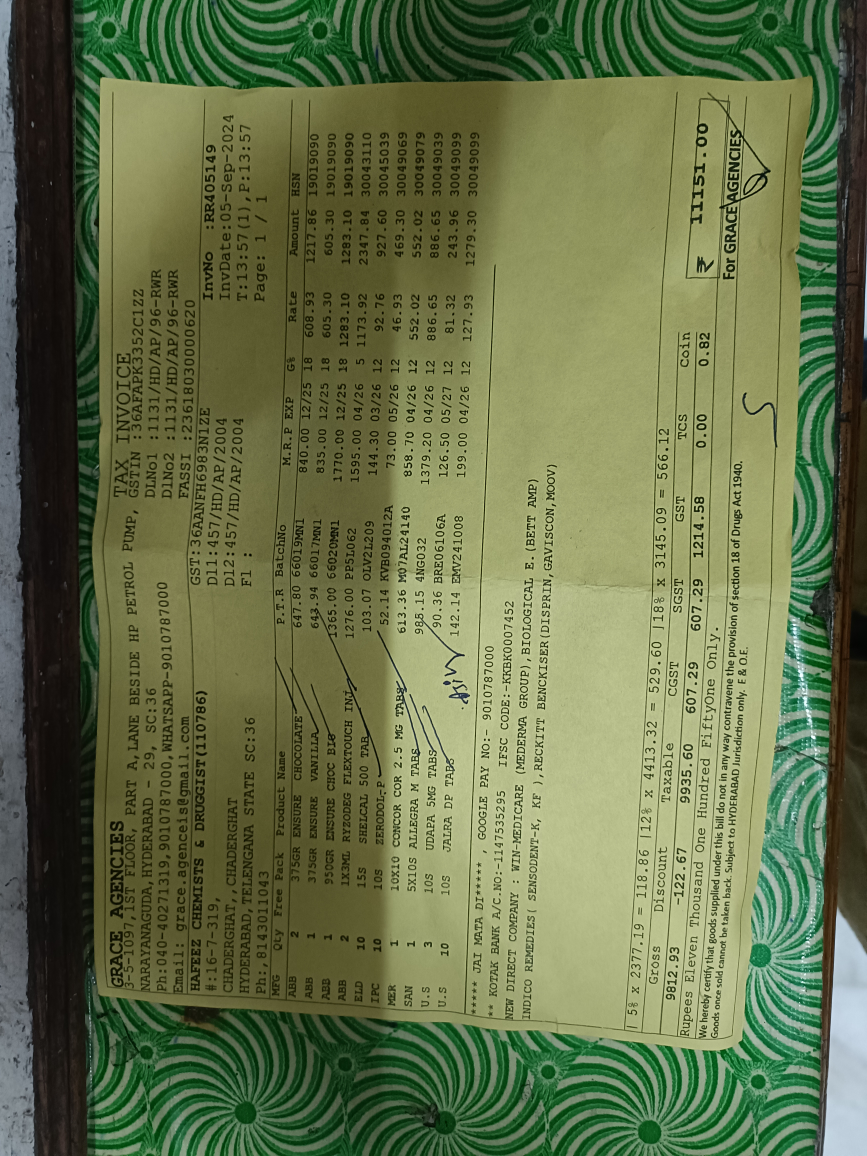 TAX INVOICE
GRACE AGENCIES
3-5-1097,1ST FLOOR, PART A,LANE BESIDE HP PETROL PUMP,
NARAYANAGUDA,HYDERABAD - 29, SC:36
Ph:040-40271319,9010787000,WHATSAPP-9010787000
Email: grace.agenceis@gmail.com
GSTIN :36AFAPK3352C1ZZ
DLNo1 :1131/HD/AP/96-RWR
DlNo2 :1131/HD/AP/96-RWR
FASSI :23618030000620
HAFEEZ CHEMISTS & DRUGGIST(110786)
#:16-7-319,
CHADERGHAT,,CHADERGHAT
HYDERABAD,TELENGANA STATE SC:36
Ph:,8143011043
GST:36AANFH6983N1ZE
D11:457/HD/AP/2004
D12:457/HD/AP/2004
Fl :
InvNo :RR405149
InvDate:05-Sep-2024
T:13:57(1),P:13:57
Page: 1 / 1
MFG Qty Free Pack Product Name P.T.R BatchNo M.R.P EXP G% Rate Amount HSN
ABB 2 375GR ENSURE CHOCOLATE 647.80 66019MN1 840.00 12/25 18 608.93 1217.86 19019090
ABB 1 375GR ENSURE VANILLA 643.94 66017MN1 835.00 12/25 18 605.30 605.30 19019090
ABB 1 950GR ENSURE CHOC BIG 1365.00 66020MN1 1770.00 12/25 18 1283.10 1283.10 19019090
ABB 2 1X3ML RYZODEG FLEXTOUCH INJ 1276.00 PP5L062 1595.00 04/26 5 1173.92 2347.84 30043110
ELD 10 15S SHELCAL 500 TAB 103.07 OLV2L209 144.30 03/26 12 92.76 927.60 30045039
IPC 10 10S ZERODOL-P 52.14 KVB094012A 73.00 05/26 12 46.93 469.30 30049069
MER 1 10X10 CONCOR COR 2.5 MG TABS 613.36 M07AL24140 858.70 04/26 12 552.02 552.02 30049079
SAN 1 5X10S ALLEGRA M TABS 985.15 4NG032 1379.20 04/26 12 886.65 886.65 30049039
U.S 3 10S UDAPA 5MG TABS 90.36 BRE06106A 126.50 05/27 12 81.32 243.96 30049099
U.S 10 10S JALRA DP TABS 142.14 EMV241008 199.00 04/26 12 127.93 1279.30 30049099
***** JAI MATA DI***** , GOOGLE PAY NO:- 9010787000
** KOTAK BANK A/C.NO:-1147535295 IFSC CODE:-KKBK0007452
NEW DIRECT COMPANY : WIN-MEDICARE (MEDERMA GROUP),BIOLOGICAL E.(BETT AMP)
INDICO REMEDIES( SENSODENT-K, KF ),RECKITT BENCKISER(DISPRIN,GAVISCON,MOOV)
| 5% x 2377.19 = 118.86 |12% x 4413.32 = 529.60 |18% x 3145.09 = 566.12
Gross Discount Taxable CGST SGST GST TCS Coin
9812.93 -122.67 9935.60 607.29 607.29 1214.58 0.00 0.82
₹ 11151.00
Rupees Eleven Thousand One Hundred FiftyOne Only.
We hereby certify that goods supplied under this bill do not in any way contravene the provision of section 18 of Drugs Act 1940.
Goods once sold cannot be taken back. Subject to HYDERABAD Jurisdiction only. E & O.E.
For GRACE AGENCIES